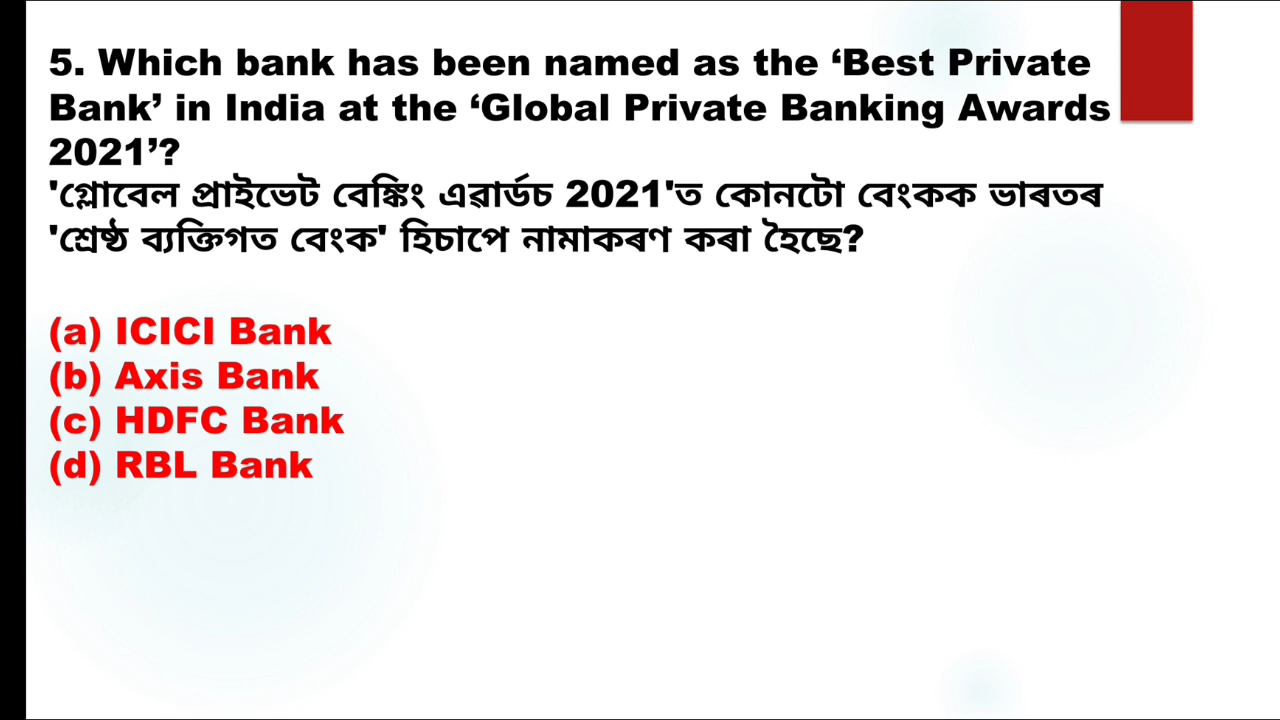 5. Which bank has been named as the ‘Best Private
Bank’ in India at the ‘Global Private Banking Awards
2021’?
'গ্লোবেল প্ৰাইভেট বেঙ্কিং এৱাৰ্ডচ 2021'ত কোনটো বেংকক ভাৰতৰ
'শ্ৰেষ্ঠ ব্যক্তিগত বেংক' হিচাপে নামাকৰণ কৰা হৈছে?
(a) ICICI Bank
(b) Axis Bank
(c) HDFC Bank
(d) RBL Bank